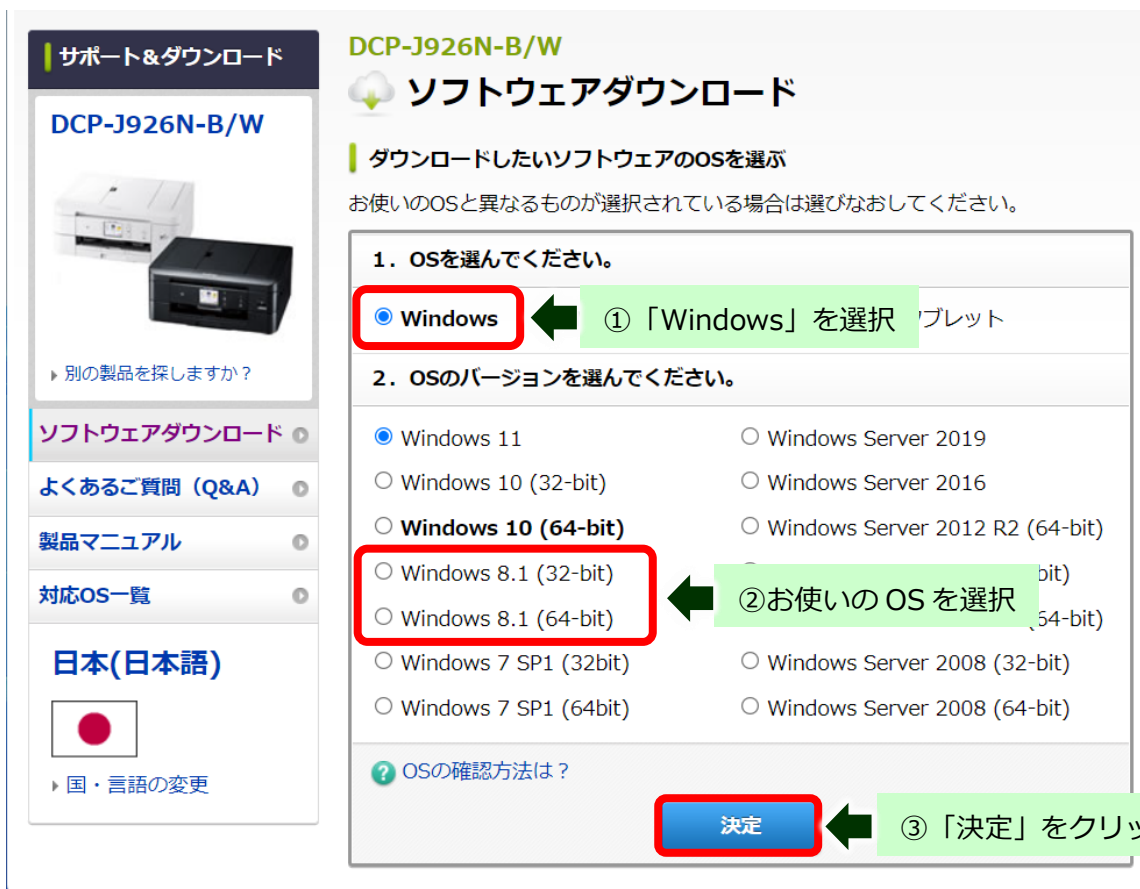 サポート&ダウンロード
DCP-J926N-B/W
別の製品を探しますか？
ソフトウェアダウンロード
よくあるご質問（Q&A）
製品マニュアル
対応OS一覧
日本(日本語)
国・言語の変更
DCP-J926N-B/W
ソフトウェアダウンロード
ダウンロードしたいソフトウェアのOSを選ぶ
お使いのOSと異なるものが選択されている場合は選びなおしてください。
1．OSを選んでください。
Windows
①「Windows」を選択
ブレット
2．OSのバージョンを選んでください。
Windows 11
Windows Server 2019
Windows 10 (32-bit)
Windows Server 2016
Windows 10 (64-bit)
Windows Server 2012 R2 (64-bit)
Windows 8.1 (32-bit)
bit)
②お使いの OS を選択
Windows 8.1 (64-bit)
(64-bit)
Windows 7 SP1 (32bit)
Windows Server 2008 (32-bit)
Windows 7 SP1 (64bit)
Windows Server 2008 (64-bit)
OSの確認方法は？
決定
③「決定」をクリッ